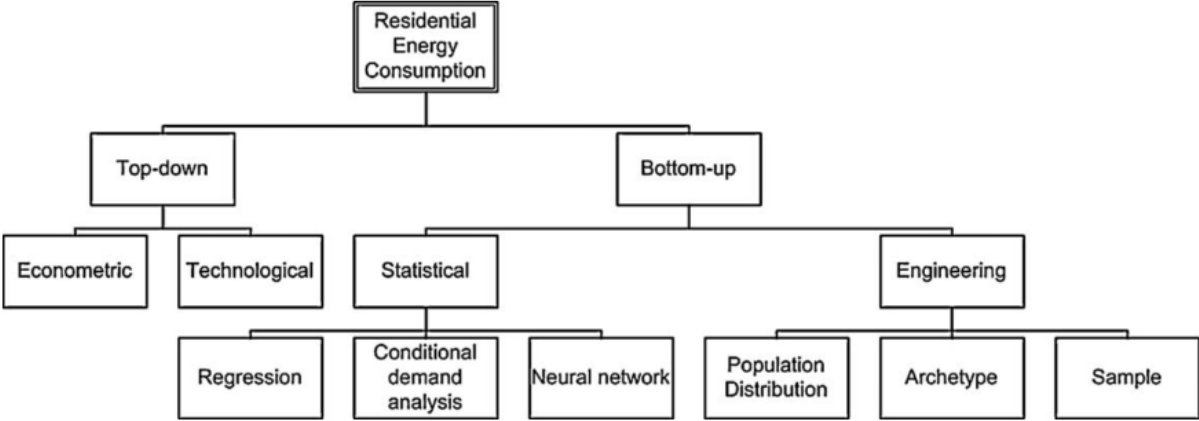 Residential
Energy
Consumption
Top-down
Bottom-up
Econometric
Technological
Statistical
Engineering
Regression
Conditional
demand
analysis
Neural network
Population
Distribution
Archetype
Sample